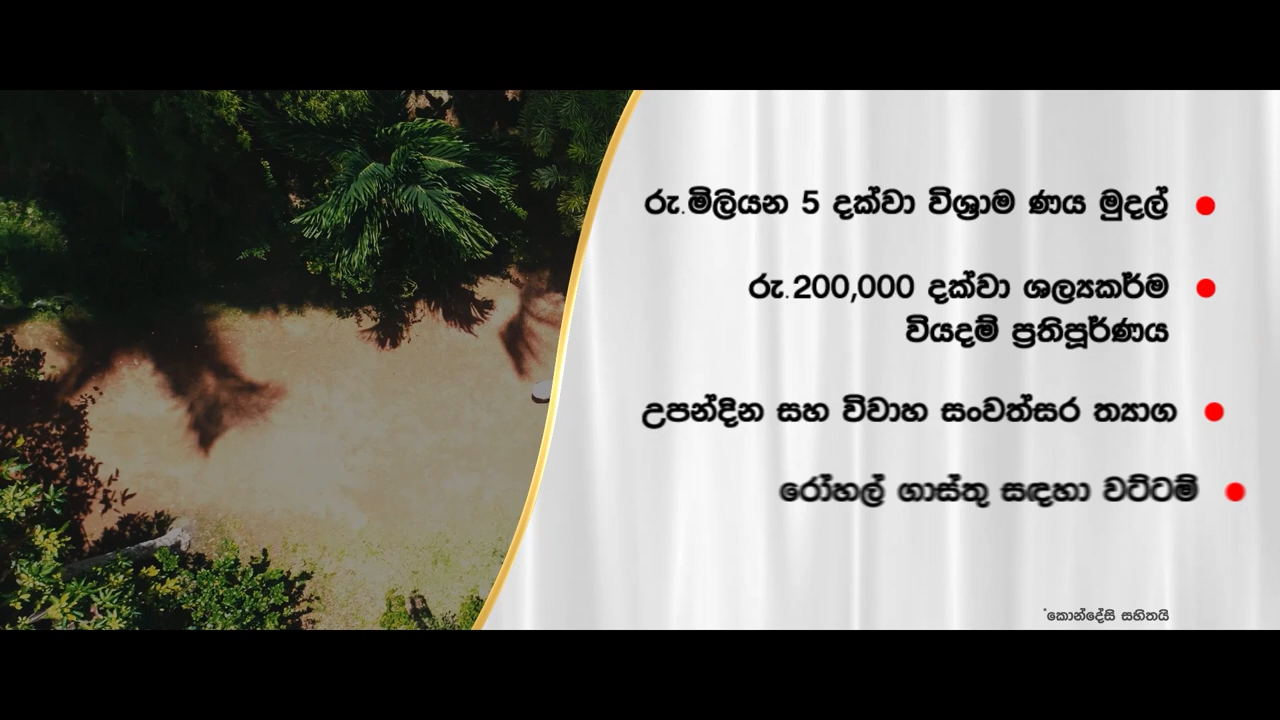 රු.මිලියන 5 දක්වා විශ්‍රාම ණය මුදල්
රු.200,000 දක්වා ශල්‍යකර්ම
වියදම් ප්‍රතිපූර්ණය
උපන්දින සහ විවාහ සංවත්සර ත්‍යාග
රෝහල් ගාස්තු සඳහා වට්ටම්
*කොන්දේසි සහිතයි